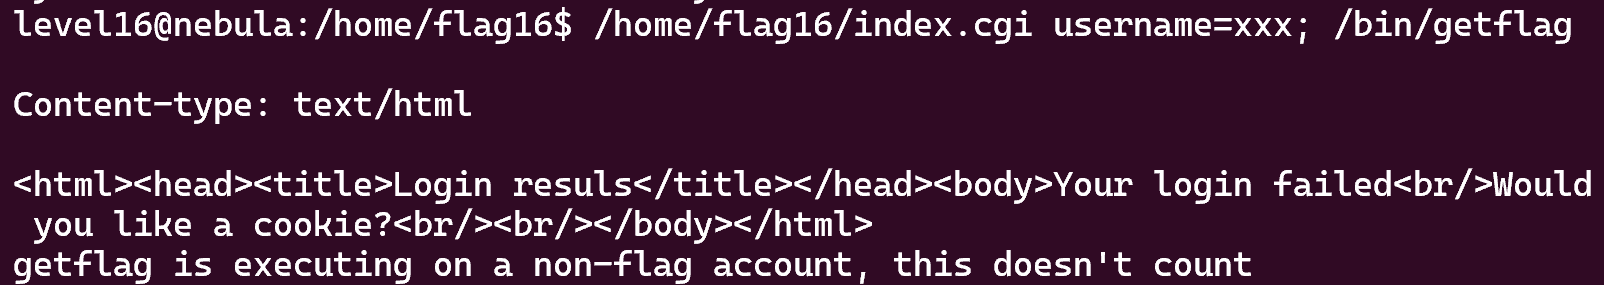 level16@nebula:/home/flag16$ /home/flag16/index.cgi username=xxx; /bin/getflag
Content-type: text/html
<html><head><title>Login resuls</title></head><body>Your login failed<br/>Would
you like a cookie?<br/><br/></body></html>
getflag is executing on a non-flag account, this doesn't count